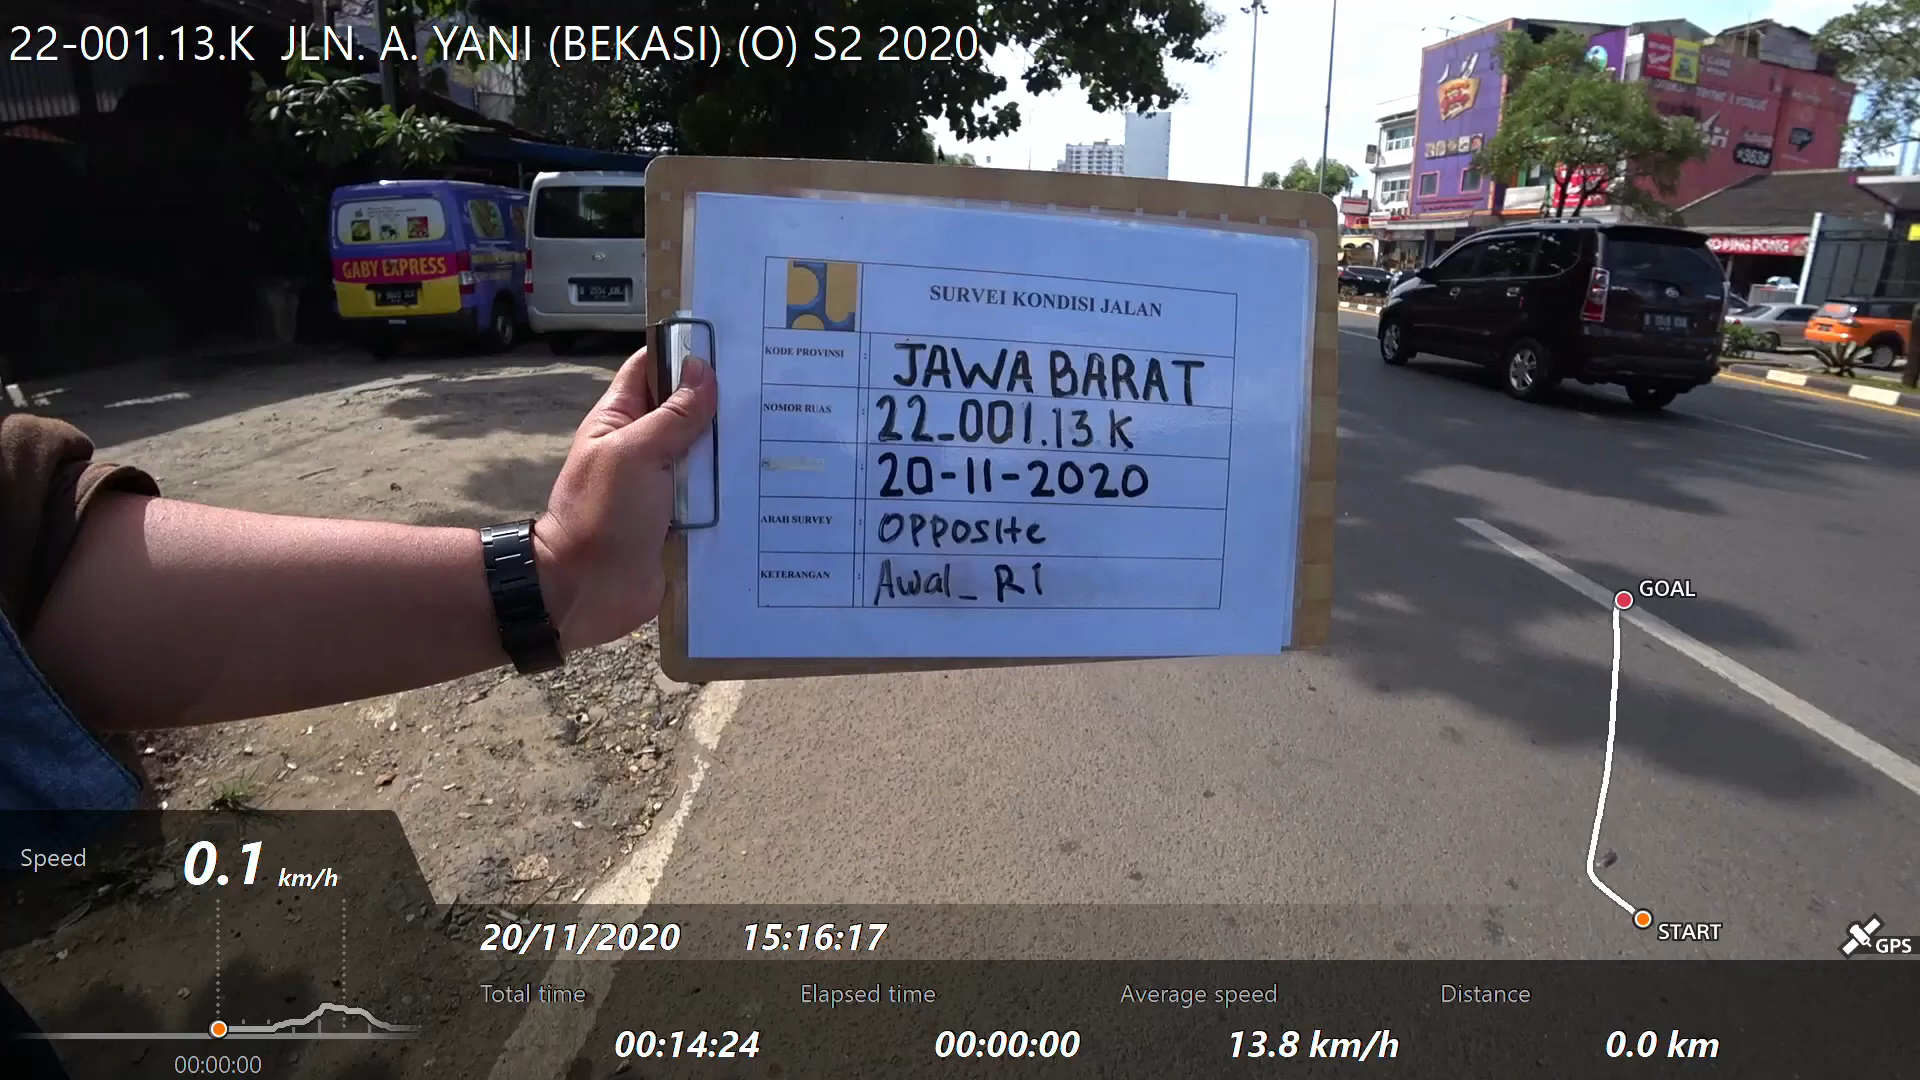 22-001.13.K JLN. A. YANI (BEKASI) (O) S2 2020
GABY EXPRESS
SURVEI KONDISI JALAN
KODE PROVINSI : JAWA BARAT
NOMOR RUAS : 22_001.13 K
: 20-11-2020
ARAH SURVEY : OPPosIte
KETERANGAN : Awal_ RI
GOAL
START
GPS
Speed 0.1 km/h
00:00:00
20/11/2020 15:16:17
Total time Elapsed time Average speed Distance
00:14:24 00:00:00 13.8 km/h 0.0 km